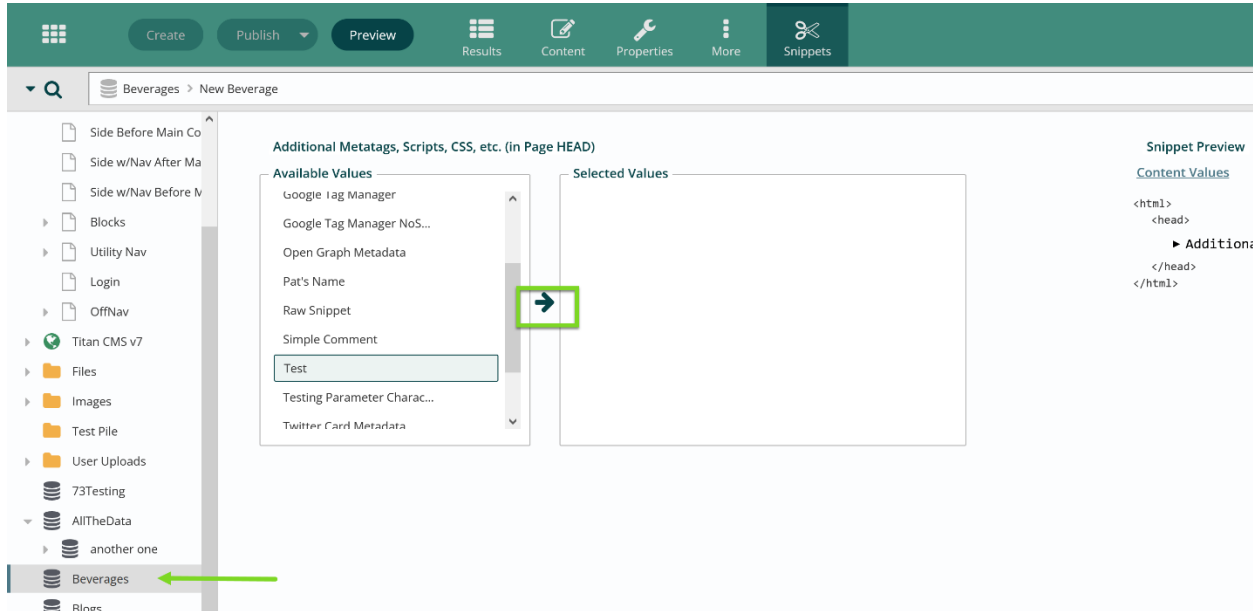 Create
Publish
Preview
Results
Content
Properties
More
Snippets
Beverages > New Beverage
Side Before Main Co
Side w/Nav After Ma
Side w/Nav Before M
Blocks
Utility Nav
Login
OffNav
Titan CMS v7
Files
Images
Test Pile
User Uploads
73Testing
AllTheData
another one
Beverages
Blogs
Additional Metatags, Scripts, CSS, etc. (in Page HEAD)
Available Values
Google Tag Manager
Google Tag Manager NoS...
Open Graph Metadata
Pat's Name
Raw Snippet
Simple Comment
Test
Testing Parameter Charac...
Twitter Card Metadata
Selected Values
Snippet Preview
Content Values
<html>
<head>
▸ Additiona
</head>
</html>